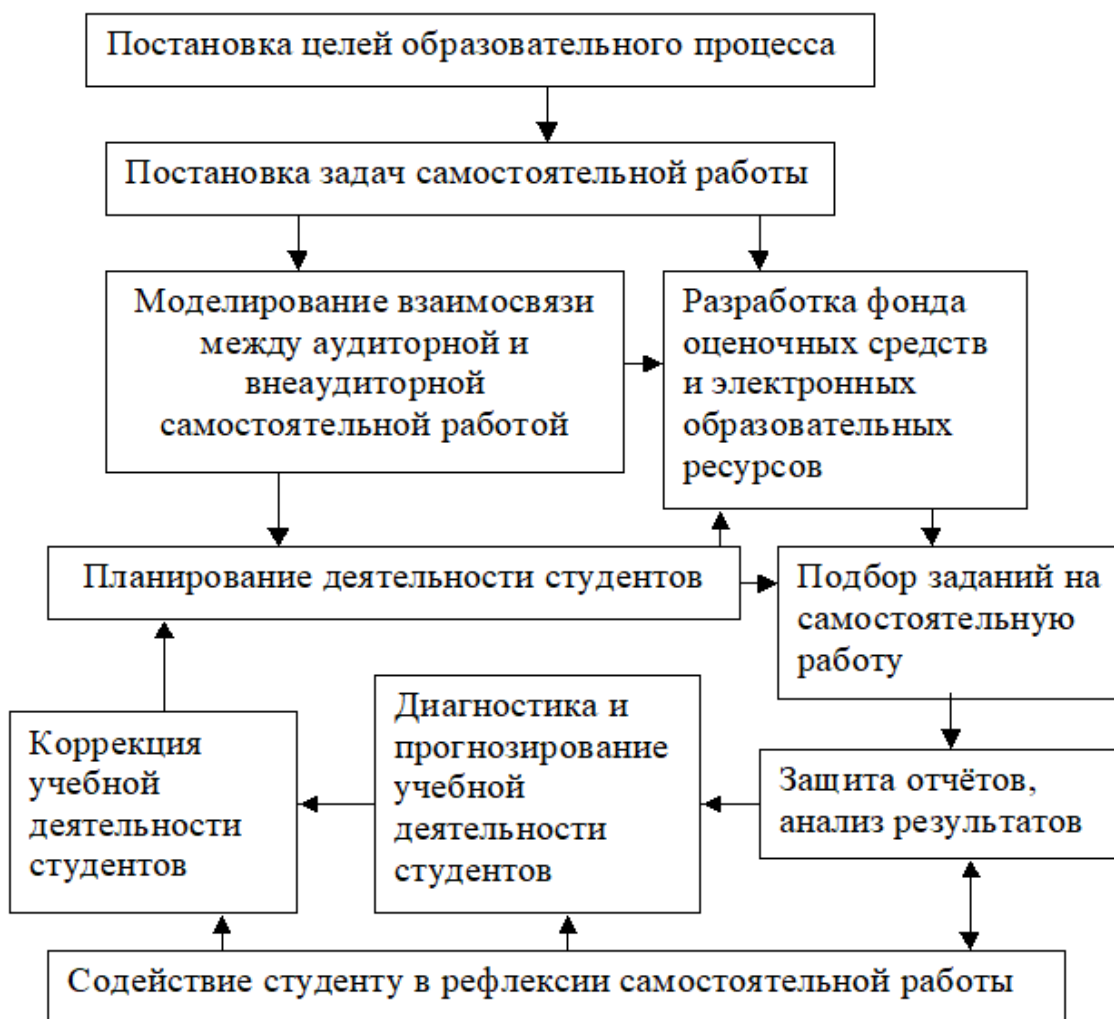 Постановка целей образовательного процесса
Постановка задач самостоятельной работы
Моделирование взаимосвязи
между аудиторной и
внеаудиторной
самостоятельной работой
Разработка фонда
оценочных средств
и электронных
образовательных
ресурсов
Планирование деятельности студентов
Подбор заданий на
самостоятельную
работу
Коррекция
учебной
деятельности
студентов
Диагностика и
прогнозирование
учебной
деятельности
студентов
Защита отчётов,
анализ результатов
Содействие студенту в рефлексии самостоятельной работы